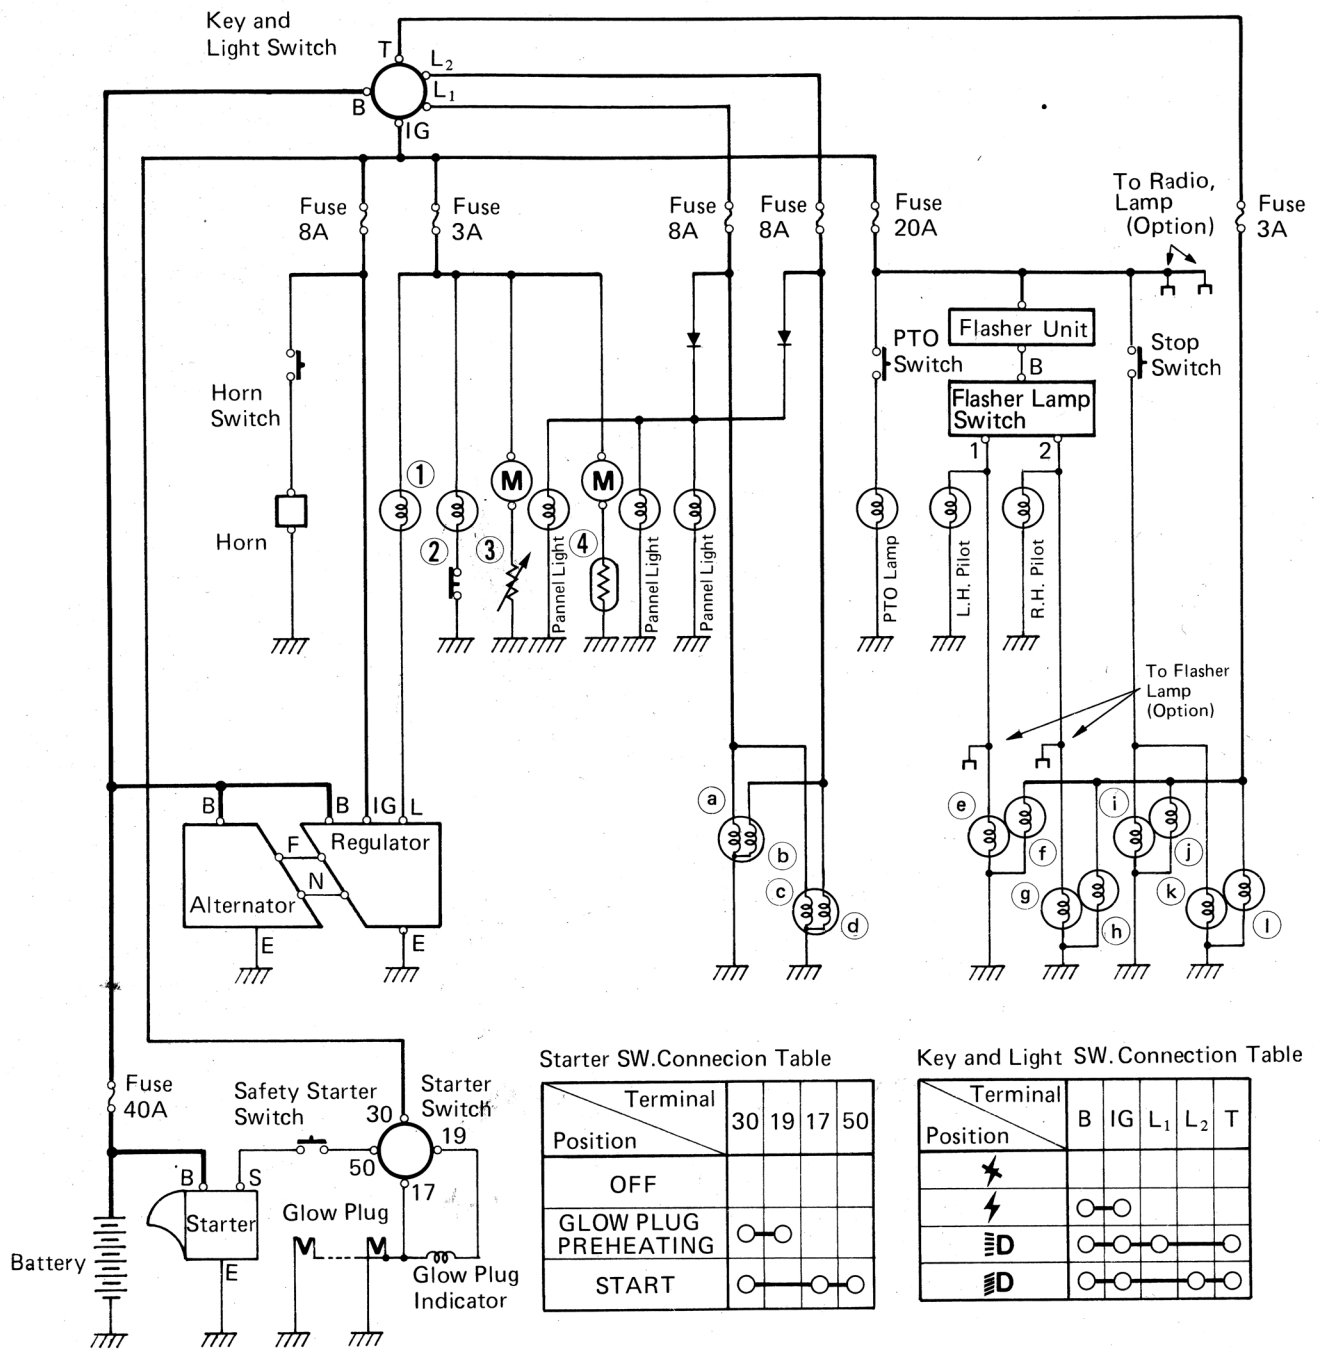 Key and
Light Switch
T
L2
L1
B
IG
Fuse
8A
Fuse
3A
Fuse
8A
Fuse
8A
Fuse
20A
To Radio,
Lamp
(Option)
Fuse
3A
Horn
Switch
Horn
PTO
Switch
Flasher Unit
B
Flasher Lamp
Switch
1
2
Stop
Switch
1
2
M
3
M
4
Pannel Light
Pannel Light
Pannel Light
PTO Lamp
L.H. Pilot
R.H. Pilot
To Flasher
Lamp
(Option)
a
b
c
d
e
f
g
h
i
j
k
l
B
B
IG
L
Regulator
F
N
Alternator
E
E
Fuse
40A
Safety Starter
Switch
Starter
Switch
30
19
50
17
B
S
Starter
E
Glow Plug
Glow Plug
Indicator
Battery
Starter SW.Connecion Table
Terminal
Position
30
19
17
50
OFF
GLOW PLUG
PREHEATING
START
Key and Light SW. Connection Table
Terminal
Position
B
IG
L1
L2
T